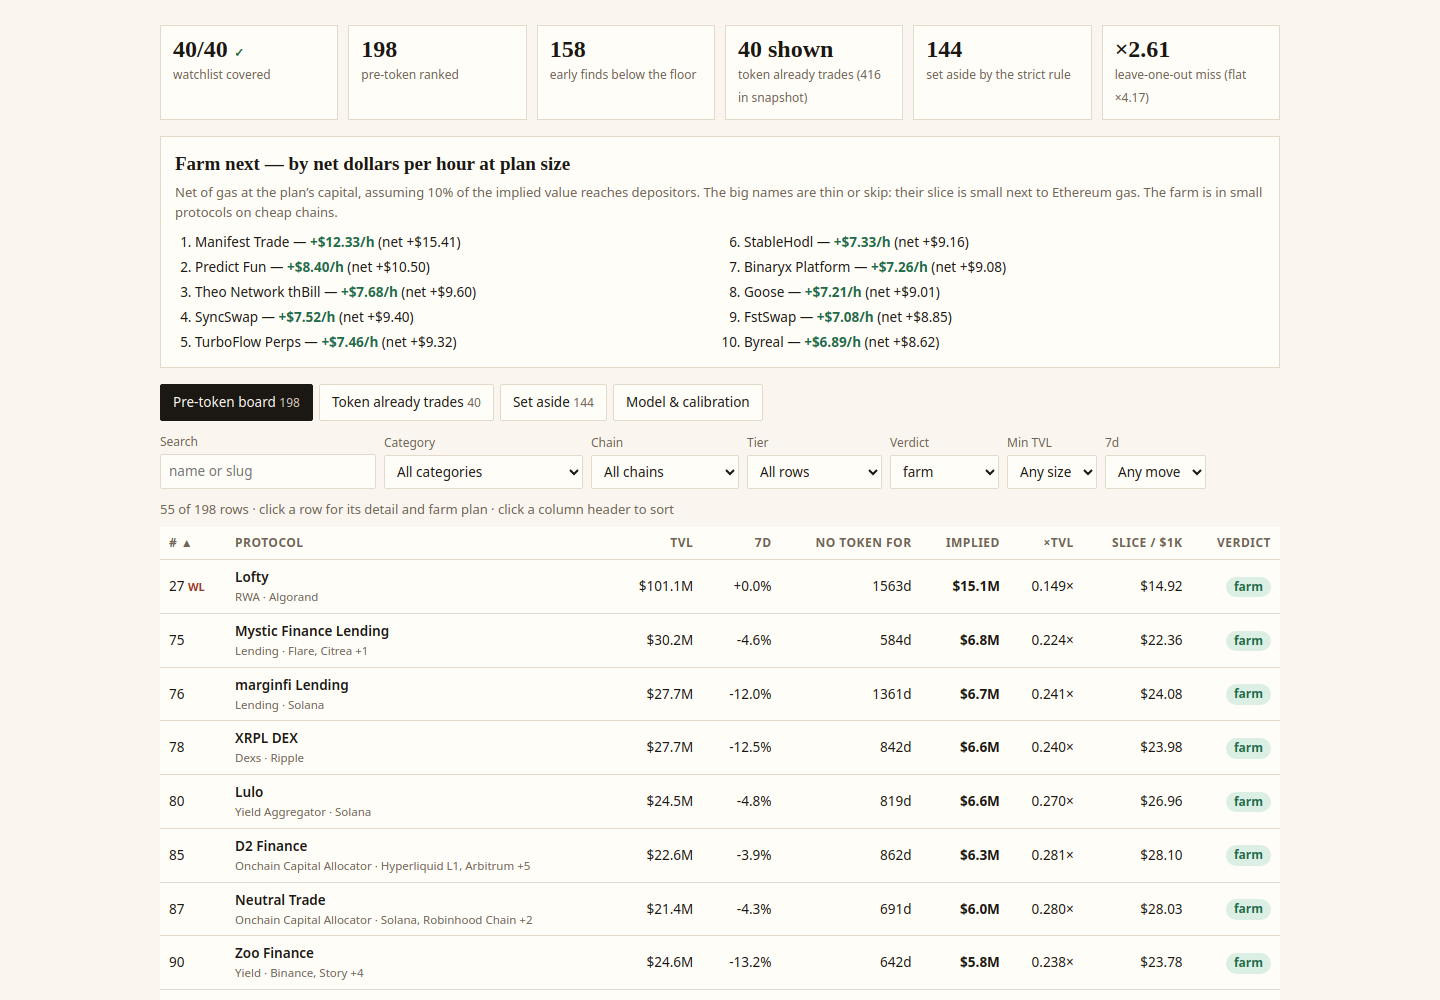 40/40 ✓
watchlist covered
198
pre-token ranked
158
early finds below the floor
40 shown
token already trades (416
in snapshot)
144
set aside by the strict rule
×2.61
leave-one-out miss (flat
×4.17)
Farm next — by net dollars per hour at plan size
Net of gas at the plan's capital, assuming 10% of the implied value reaches depositors. The big names are thin or skip: their slice is small next to Ethereum gas. The farm is in small
protocols on cheap chains.
1. Manifest Trade — +$12.33/h (net +$15.41)
2. Predict Fun — +$8.40/h (net +$10.50)
3. Theo Network thBill — +$7.68/h (net +$9.60)
4. SyncSwap — +$7.52/h (net +$9.40)
5. TurboFlow Perps — +$7.46/h (net +$9.32)
6. StableHodl — +$7.33/h (net +$9.16)
7. Binaryx Platform — +$7.26/h (net +$9.08)
8. Goose — +$7.21/h (net +$9.01)
9. FstSwap — +$7.08/h (net +$8.85)
10. Byreal — +$6.89/h (net +$8.62)
Pre-token board 198 Token already trades 40 Set aside 144 Model & calibration
Search Category Chain Tier Verdict Min TVL 7d
name or slug All categories All chains All rows farm Any size Any move
55 of 198 rows · click a row for its detail and farm plan · click a column header to sort
# ▲ PROTOCOL TVL 7D NO TOKEN FOR IMPLIED ×TVL SLICE / $1K VERDICT
27 WL Lofty $101.1M +0.0% 1563d $15.1M 0.149× $14.92 farm
RWA · Algorand
75 Mystic Finance Lending $30.2M -4.6% 584d $6.8M 0.224× $22.36 farm
Lending · Flare, Citrea +1
76 marginfi Lending $27.7M -12.0% 1361d $6.7M 0.241× $24.08 farm
Lending · Solana
78 XRPL DEX $27.7M -12.5% 842d $6.6M 0.240× $23.98 farm
Dexs · Ripple
80 Lulo $24.5M -4.8% 819d $6.6M 0.270× $26.96 farm
Yield Aggregator · Solana
85 D2 Finance $22.6M -3.9% 862d $6.3M 0.281× $28.10 farm
Onchain Capital Allocator · Hyperliquid L1, Arbitrum +5
87 Neutral Trade $21.4M -4.3% 691d $6.0M 0.280× $28.03 farm
Onchain Capital Allocator · Solana, Robinhood Chain +2
90 Zoo Finance $24.6M -13.2% 642d $5.8M 0.238× $23.78 farm
Yield · Binance, Story +4